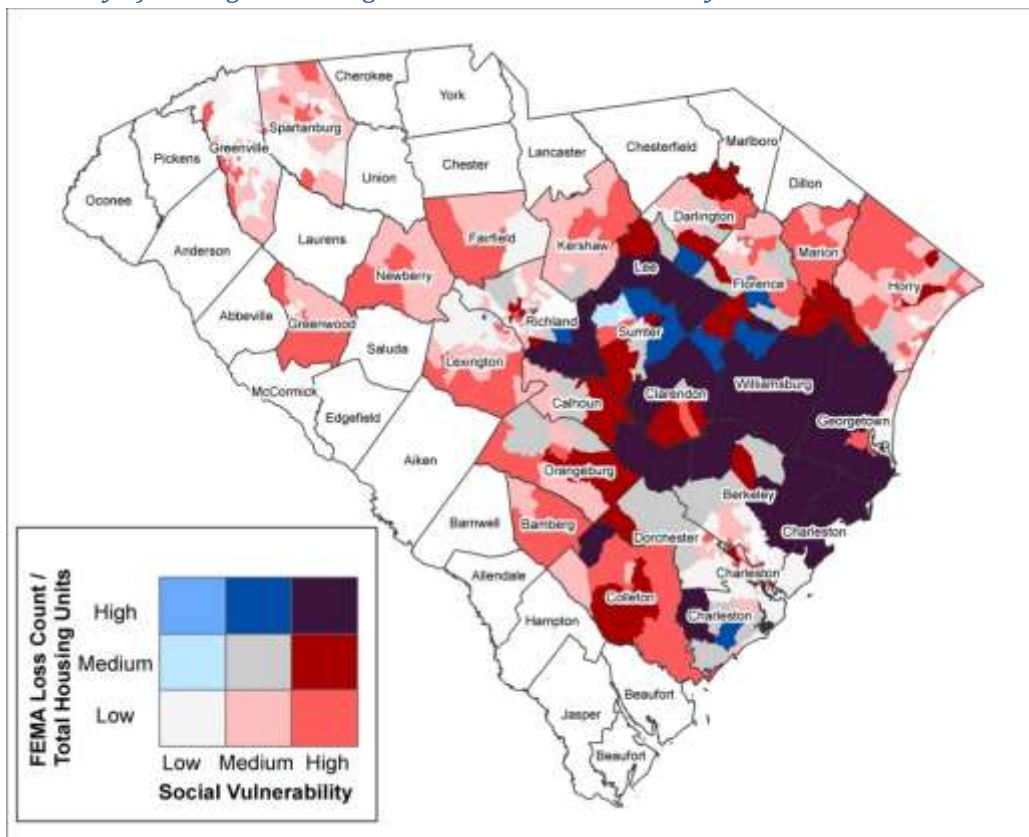 Cherokee
York
Spartanburg
Greenville
Pickens
Oconee
Union
Chester
Lancaster
Chesterfield
Marlboro
Dillon
Anderson
Laurens
Fairfield
Kershaw
Darlington
Marion
Newberry
Lee
Florence
Horry
Abbeville
Greenwood
Richland
Sumter
Saluda
Lexington
McCormick
Edgefield
Calhoun
Clarendon
Williamsburg
Georgetown
Aiken
Orangeburg
Berkeley
Barnwell
Bamberg
Dorchester
Charleston
Allendale
Charleston
Colleton
Charleston
Hampton
Beaufort
Jasper
Beaufort
FEMA Loss Count /
Total Housing Units
High
Medium
Low
Low Medium High
Social Vulnerability